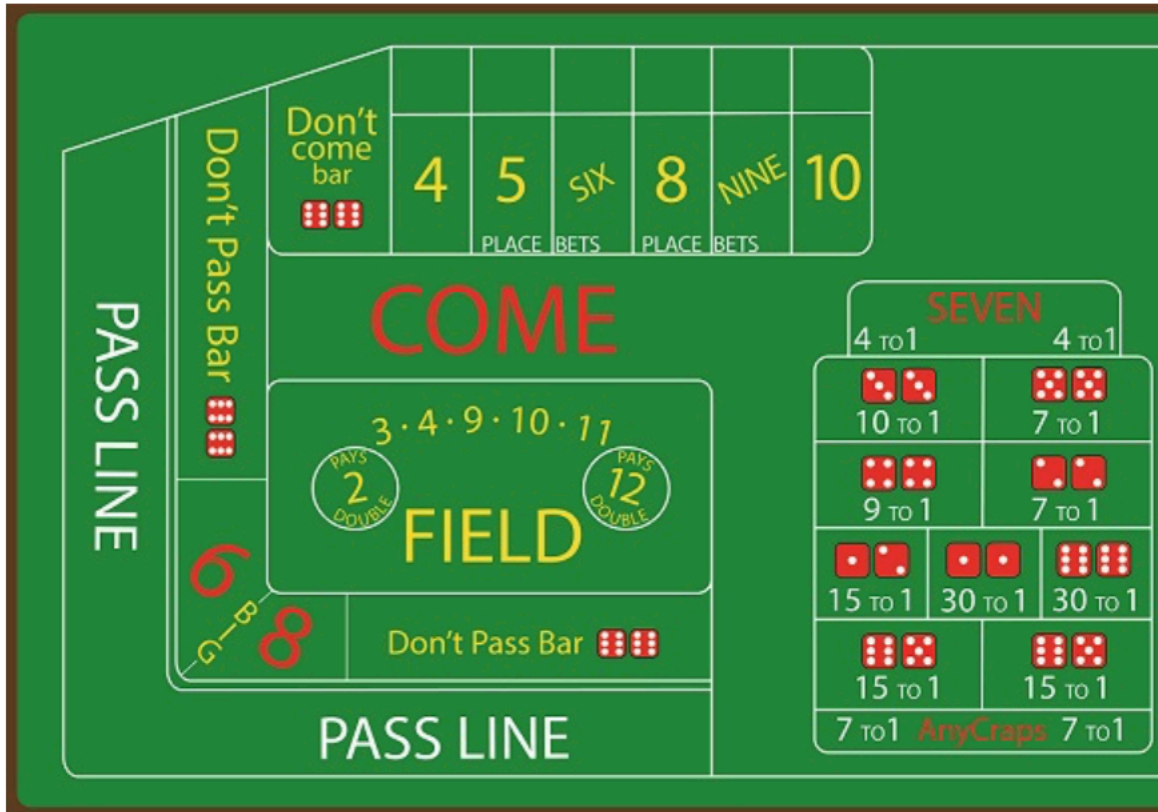 Don't
come
bar
4
5
SIX
8
NINE
10
PLACE BETS PLACE BETS
Don't Pass Bar
PASS LINE
COME
3 · 4 · 9 · 10 · 11
PAYS
2
DOUBLE
PAYS
12
DOUBLE
FIELD
6
BIG
8
Don't Pass Bar
PASS LINE
SEVEN
4 TO 1 4 TO 1
10 TO 1 7 TO 1
9 TO 1 7 TO 1
15 TO 1 30 TO 1 30 TO 1
15 TO 1 15 TO 1
7 TO 1 AnyCraps 7 TO 1